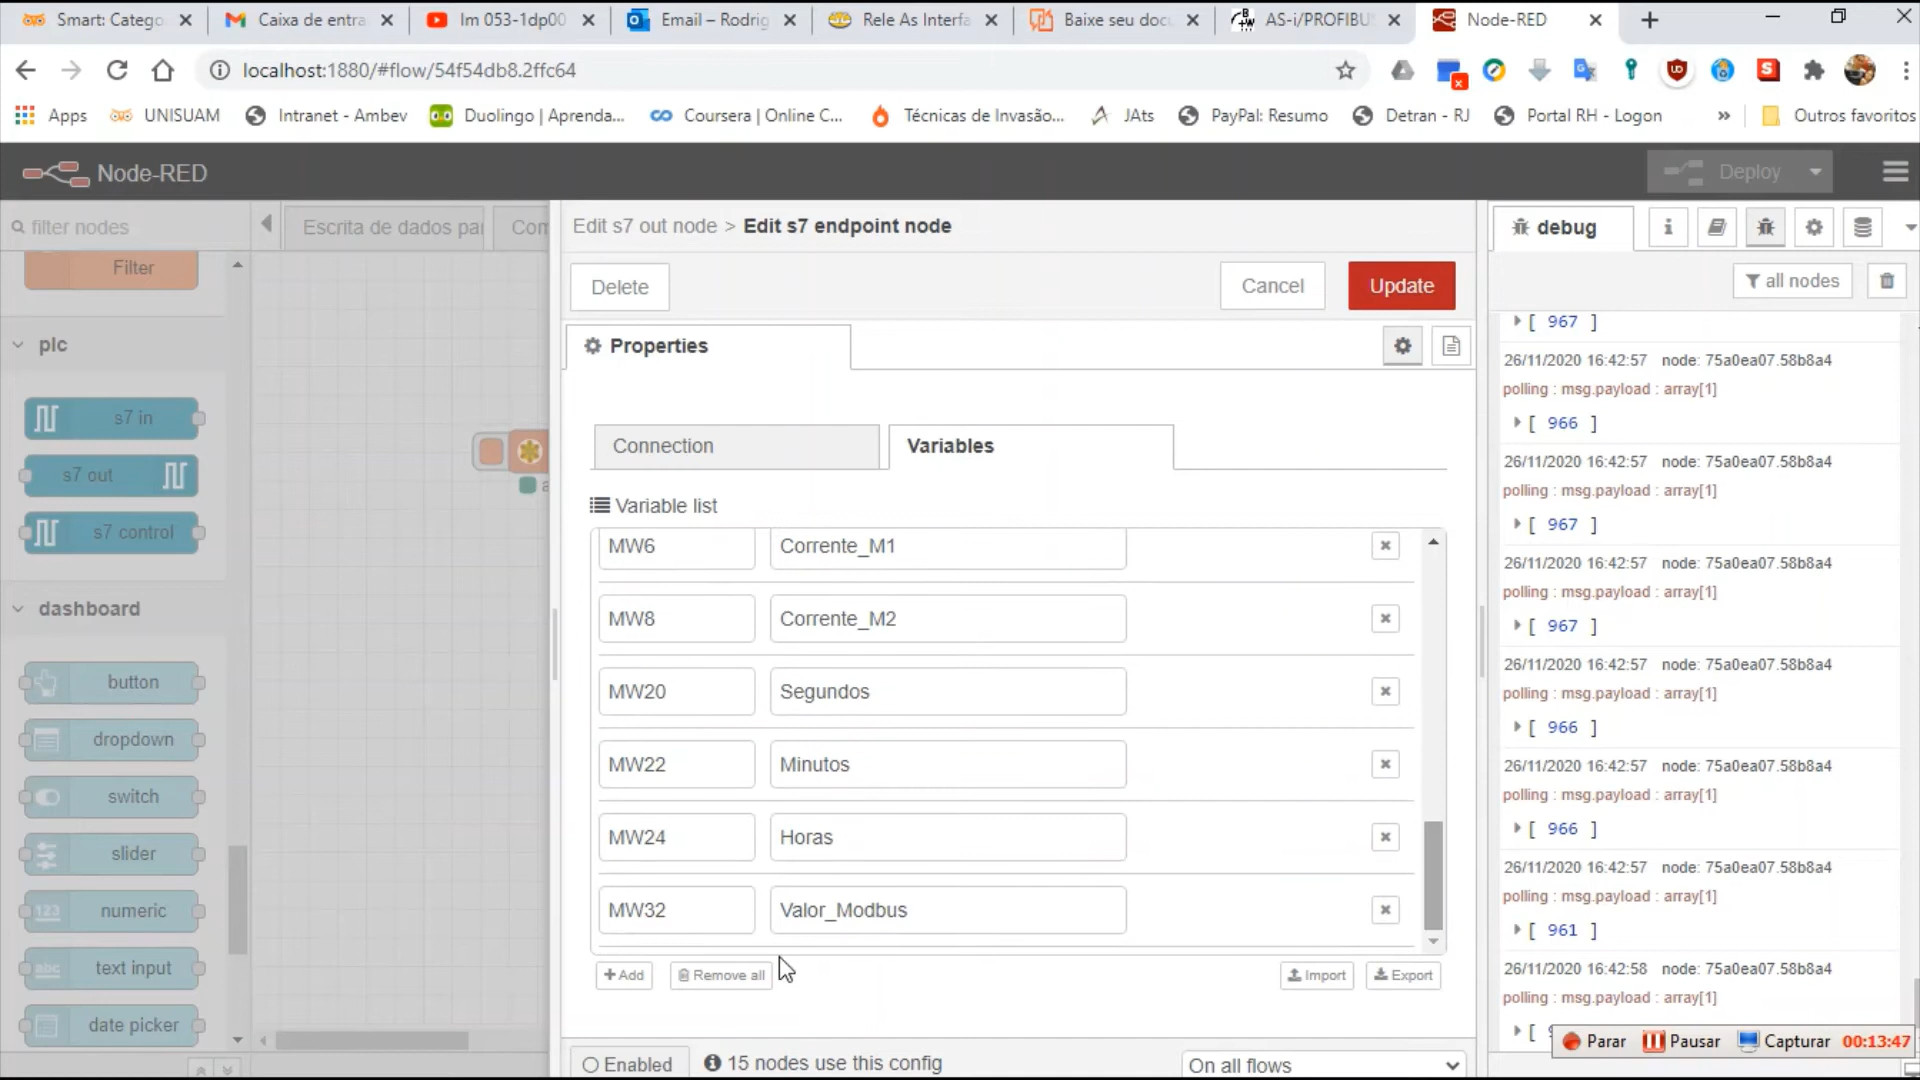 Smart: Catego
Caixa de entra
Im 053-1dp00
Email – Rodrig
Rele As Interfa
Baixe seu doc
AS-i/PROFIBU
Node-RED
localhost:1880/#flow/54f54db8.2ffc64
Apps
UNISUAM
Intranet - Ambev
Duolingo | Aprenda...
Coursera | Online C...
Técnicas de Invasão...
JAts
PayPal: Resumo
Detran - RJ
Portal RH - Logon
»
Outros favoritos
Node-RED
Deploy
filter nodes
Escrita de dados par
Com
Edit s7 out node > Edit s7 endpoint node
debug
Delete
Cancel
Update
all nodes
Filter
plc
s7 in
s7 out
s7 control
dashboard
button
dropdown
switch
slider
123 numeric
abc text input
date picker
Properties
Connection
Variables
Variable list
MW6 Corrente_M1
MW8 Corrente_M2
MW20 Segundos
MW22 Minutos
MW24 Horas
MW32 Valor_Modbus
+ Add
Remove all
Import
Export
Enabled
15 nodes use this config
On all flows
[ 967 ]
26/11/2020 16:42:57 node: 75a0ea07.58b8a4
polling : msg.payload : array[1]
[ 966 ]
26/11/2020 16:42:57 node: 75a0ea07.58b8a4
polling : msg.payload : array[1]
[ 967 ]
26/11/2020 16:42:57 node: 75a0ea07.58b8a4
polling : msg.payload : array[1]
[ 967 ]
26/11/2020 16:42:57 node: 75a0ea07.58b8a4
polling : msg.payload : array[1]
[ 966 ]
26/11/2020 16:42:57 node: 75a0ea07.58b8a4
polling : msg.payload : array[1]
[ 966 ]
26/11/2020 16:42:57 node: 75a0ea07.58b8a4
polling : msg.payload : array[1]
[ 961 ]
26/11/2020 16:42:58 node: 75a0ea07.58b8a4
polling : msg.payload : array[1]
Parar
Pausar
Capturar
00:13:47